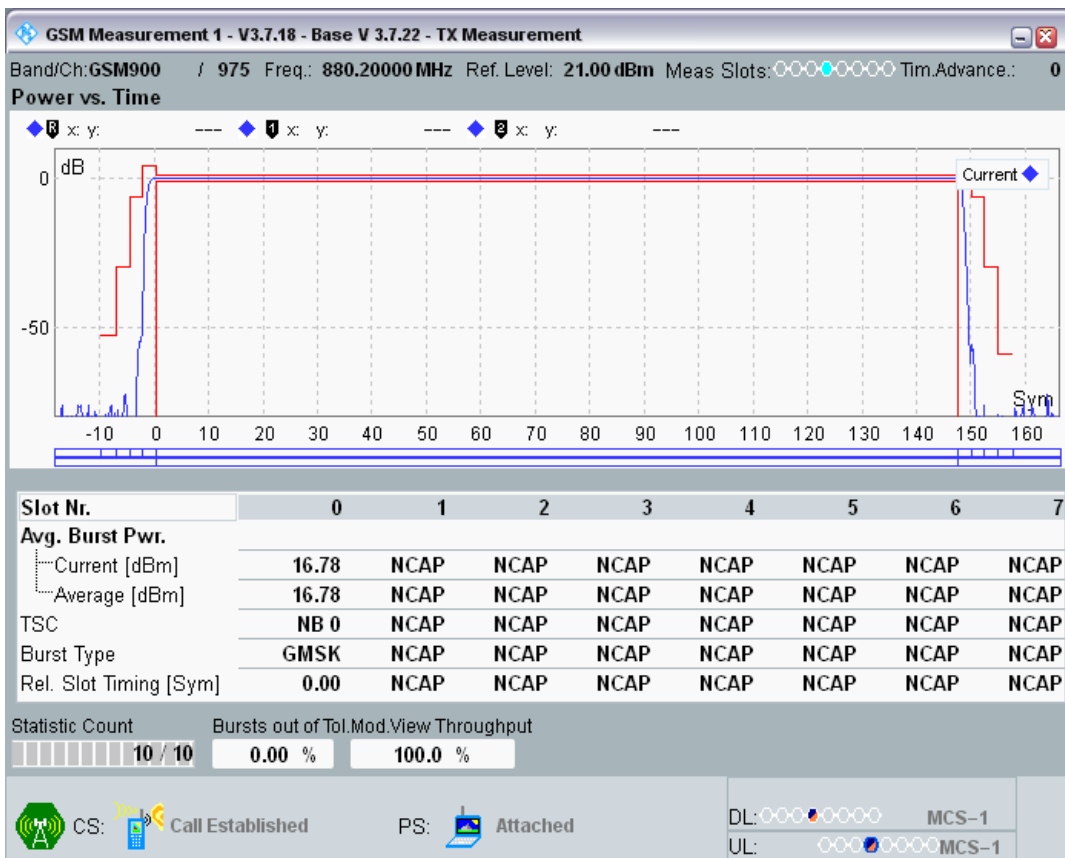 GSM Measurement 1 - V3.7.18 - Base V 3.7.22 - TX Measurement
Band/Ch:GSM900 / 975 Freq.: 880.20000 MHz Ref. Level: 21.00 dBm Meas Slots: Tim.Advance.: 0
Power vs. Time
R x: y: --- 1 x: y: --- 2 x: y: ---
dB
Current
0
-50
Sym
-10 0 10 20 30 40 50 60 70 80 90 100 110 120 130 140 150 160
Slot Nr. 0 1 2 3 4 5 6 7
Avg. Burst Pwr.
Current [dBm] 16.78 NCAP NCAP NCAP NCAP NCAP NCAP NCAP
Average [dBm] 16.78 NCAP NCAP NCAP NCAP NCAP NCAP NCAP
TSC NB 0 NCAP NCAP NCAP NCAP NCAP NCAP NCAP
Burst Type GMSK NCAP NCAP NCAP NCAP NCAP NCAP NCAP
Rel. Slot Timing [Sym] 0.00 NCAP NCAP NCAP NCAP NCAP NCAP NCAP
Statistic Count Bursts out of Tol.Mod.View Throughput
10 / 10 0.00 % 100.0 %
CS: Call Established PS: Attached
DL: MCS-1
UL: MCS-1